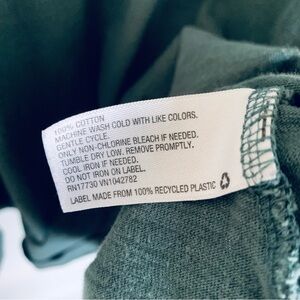 100% COTTON
MACHINE WASH COLD WITH LIKE COLORS.
GENTLE CYCLE.
ONLY NON-CHLORINE BLEACH IF NEEDED.
TUMBLE DRY LOW. REMOVE PROMPTLY.
COOL IRON IF NEEDED.
DO NOT IRON ON LABEL.
RN17730 VN1042782
LABEL MADE FROM 100% RECYCLED PLASTIC